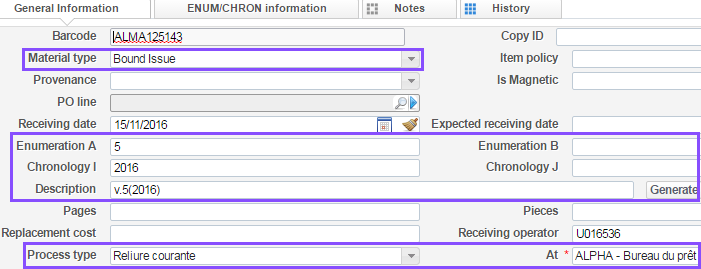 General Information ENUM/CHRON information Notes History
Barcode ALMA125143 Copy ID
Material type Bound Issue Item policy
Provenance Is Magnetic
PO line
Receiving date 15/11/2016 Expected receiving date
Enumeration A 5 Enumeration B
Chronology I 2016 Chronology J
Description v.5(2016) Generate
Pages Pieces
Replacement cost Receiving operator U016536
Process type Reliure courante At * ALPHA - Bureau du prêt